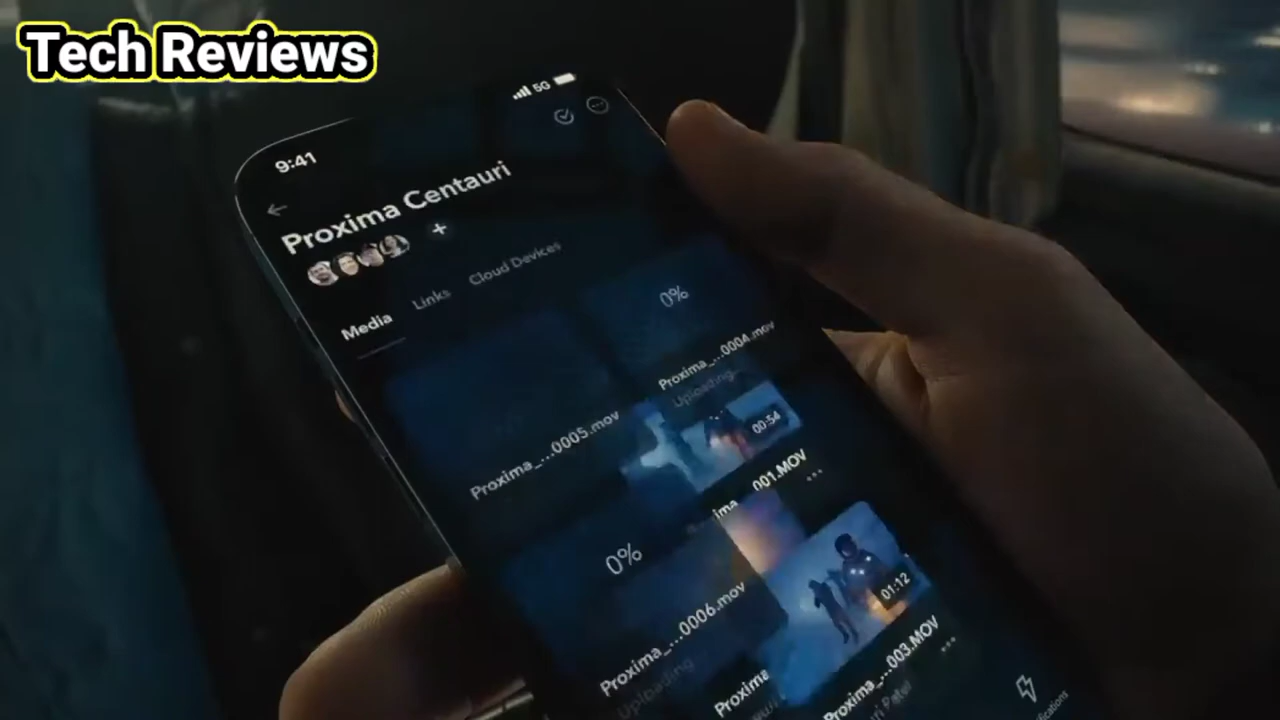 Tech Reviews
5G
9:41
Proxima Centauri
+
Media Links Cloud Devices
0%
Proxima_...0004.mov
Uploading
Proxima_...0005.mov
00:54
001.MOV
0%
Proxima_...0006.mov
Uploading
01:12
Proxima
Proxima_...003.MOV